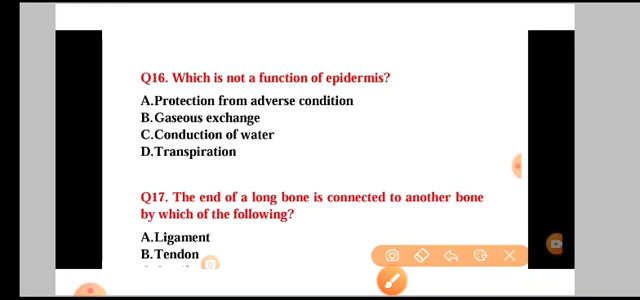 Q16. Which is not a function of epidermis?
A.Protection from adverse condition
B.Gaseous exchange
C.Conduction of water
D.Transpiration
Q17. The end of a long bone is connected to another bone
by which of the following?
A.Ligament
B.Tendon